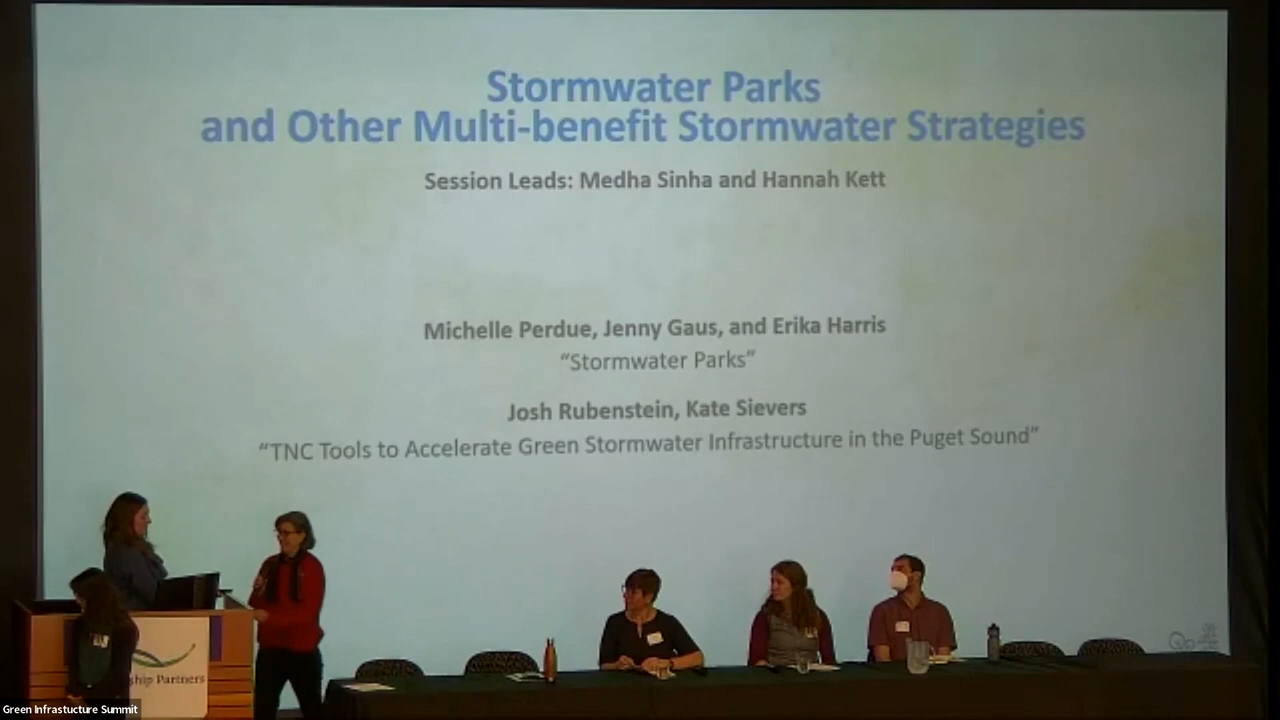 Stormwater Parks
and Other Multi-benefit Stormwater Strategies
Session Leads: Medha Sinha and Hannah Kett
Michelle Perdue, Jenny Gaus, and Erika Harris
“Stormwater Parks”
Josh Rubenstein, Kate Sievers
“TNC Tools to Accelerate Green Stormwater Infrastructure in the Puget Sound”
ship Partners
Green Infrastucture Summit